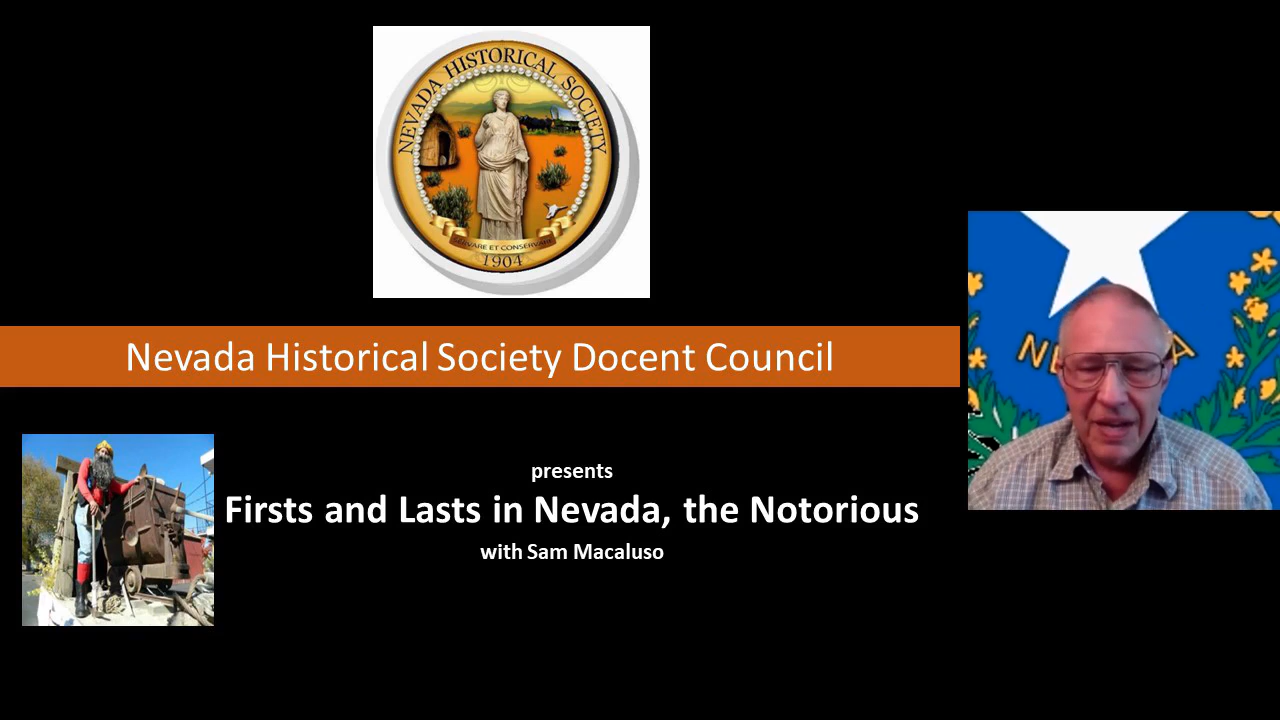 NEVADA HISTORICAL SOCIETY
SERVARE ET CONSERVARE
1904
Nevada Historical Society Docent Council
presents
Firsts and Lasts in Nevada, the Notorious
with Sam Macaluso